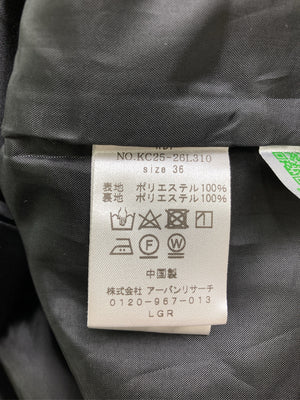 NO.KC25-26L310
size 36
表地 ポリエステル100%
裏地 ポリエステル100%
F W
中国製
株式会社 アーバンリサーチ
0120-967-013
LGR